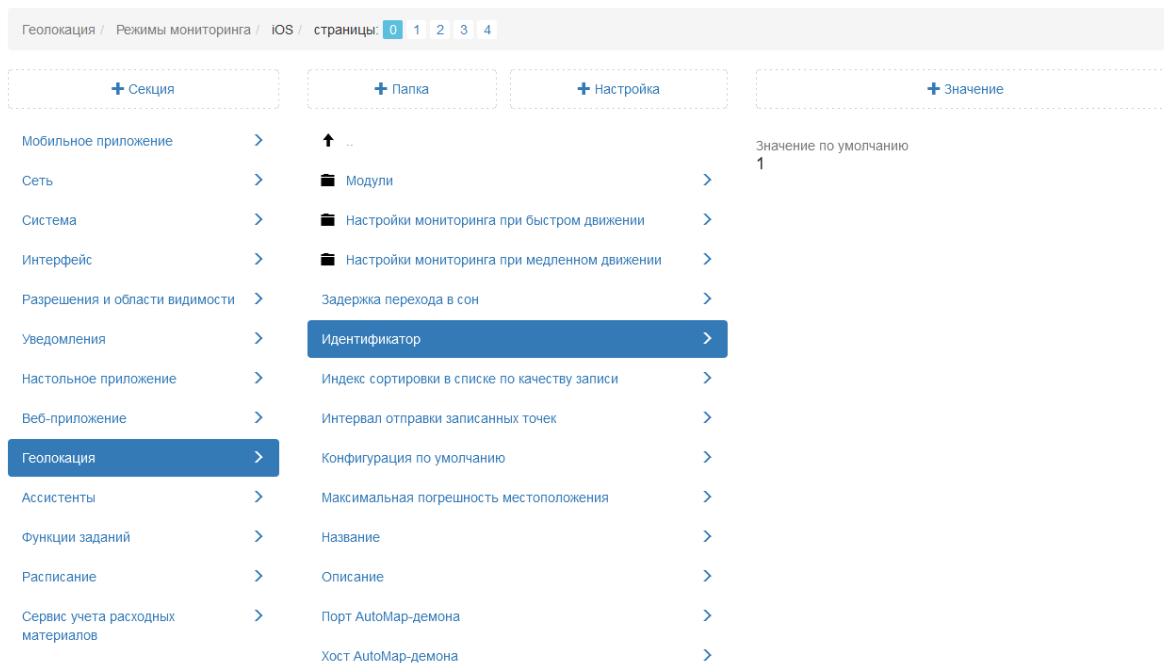 Геолокация / Режимы мониторинга / iOS / страницы: 0 1 2 3 4
+ Секция
+ Папка
+ Настройка
+ Значение
Мобильное приложение
Сеть
Система
Интерфейс
Разрешения и области видимости
Уведомления
Настольное приложение
Веб-приложение
Геолокация
Ассистенты
Функции заданий
Расписание
Сервис учета расходных
материалов
..
Модули
Настройки мониторинга при быстром движении
Настройки мониторинга при медленном движении
Задержка перехода в сон
Идентификатор
Индекс сортировки в списке по качеству записи
Интервал отправки записанных точек
Конфигурация по умолчанию
Максимальная погрешность местоположения
Название
Описание
Порт AutoMap-демона
Хост AutoMap-демона
Значение по умолчанию
1